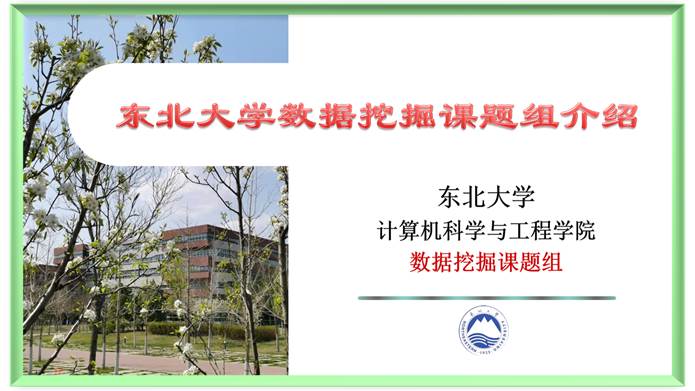 东北大学数据挖掘课题组介绍
东北大学
计算机科学与工程学院
数据挖掘课题组